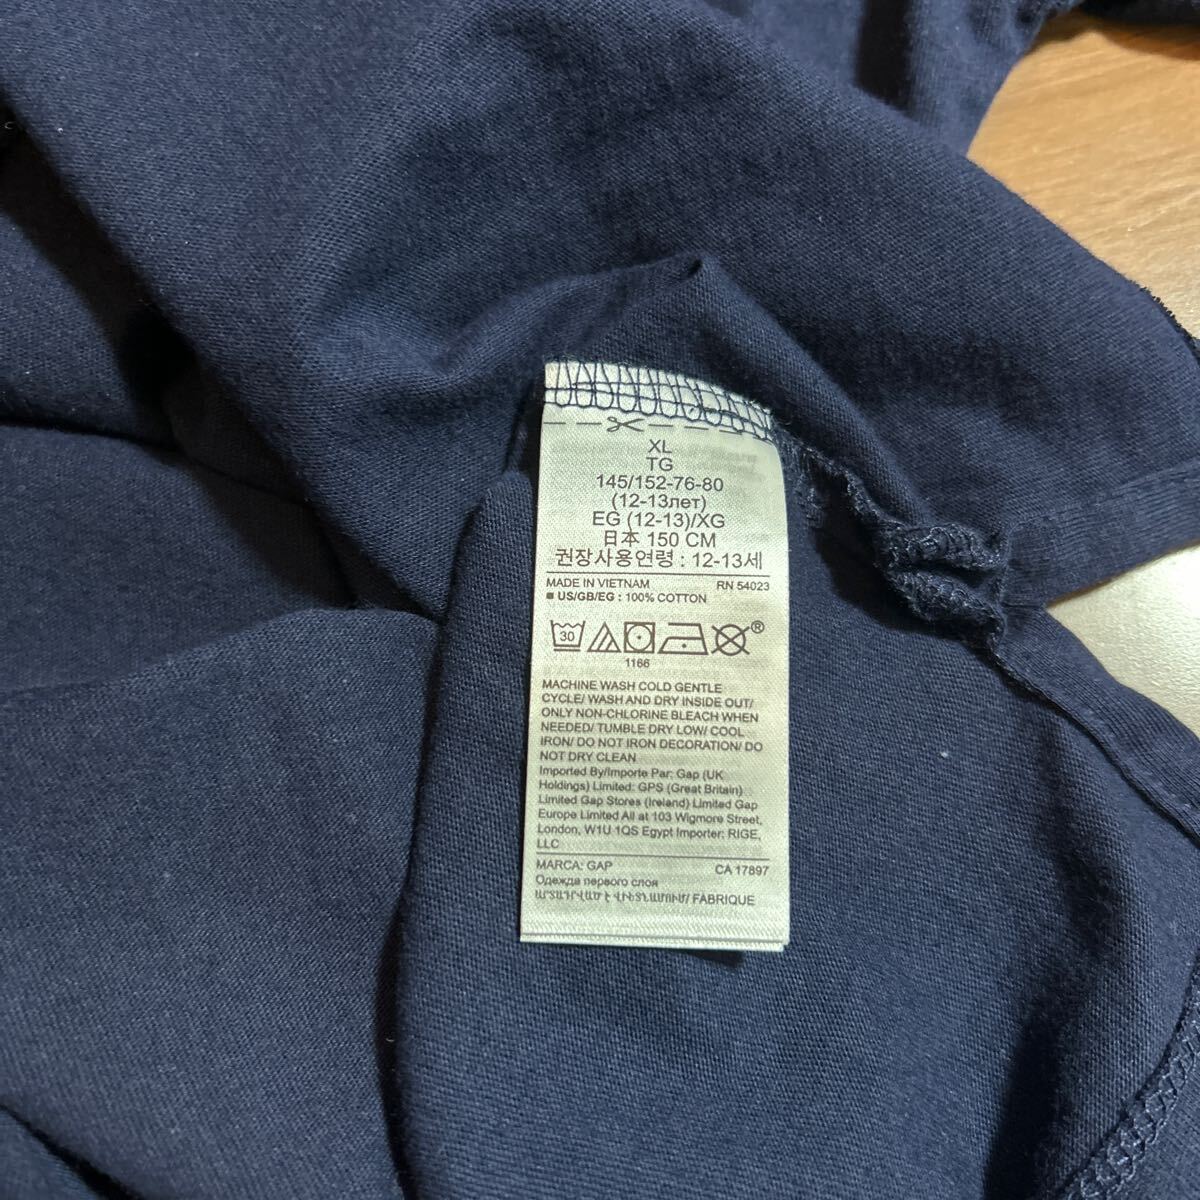 XL
TG
145/152-76-80
(12-13лет)
EG (12-13)/XG
日本 150 CM
권장사용연령 : 12-13세
MADE IN VIETNAM RN 54023
■ US/GB/EG : 100% COTTON
30 ®
1166
MACHINE WASH COLD GENTLE
CYCLE/ WASH AND DRY INSIDE OUT/
ONLY NON-CHLORINE BLEACH WHEN
NEEDED/ TUMBLE DRY LOW/ COOL
IRON/ DO NOT IRON DECORATION/ DO
NOT DRY CLEAN
Imported By/Importe Par: Gap (UK
Holdings) Limited: GPS (Great Britain)
Limited Gap Stores (Ireland) Limited Gap
Europe Limited All at 103 Wigmore Street,
London, W1U 1QS Egypt Importer: RIGE,
LLC
MARCA: GAP CA 17897
Одежда первого слоя
ԱՐՏԱԴՐՎԱԾ Է ՎԻԵՏՆԱՄՈՒՄ/ FABRIQUE